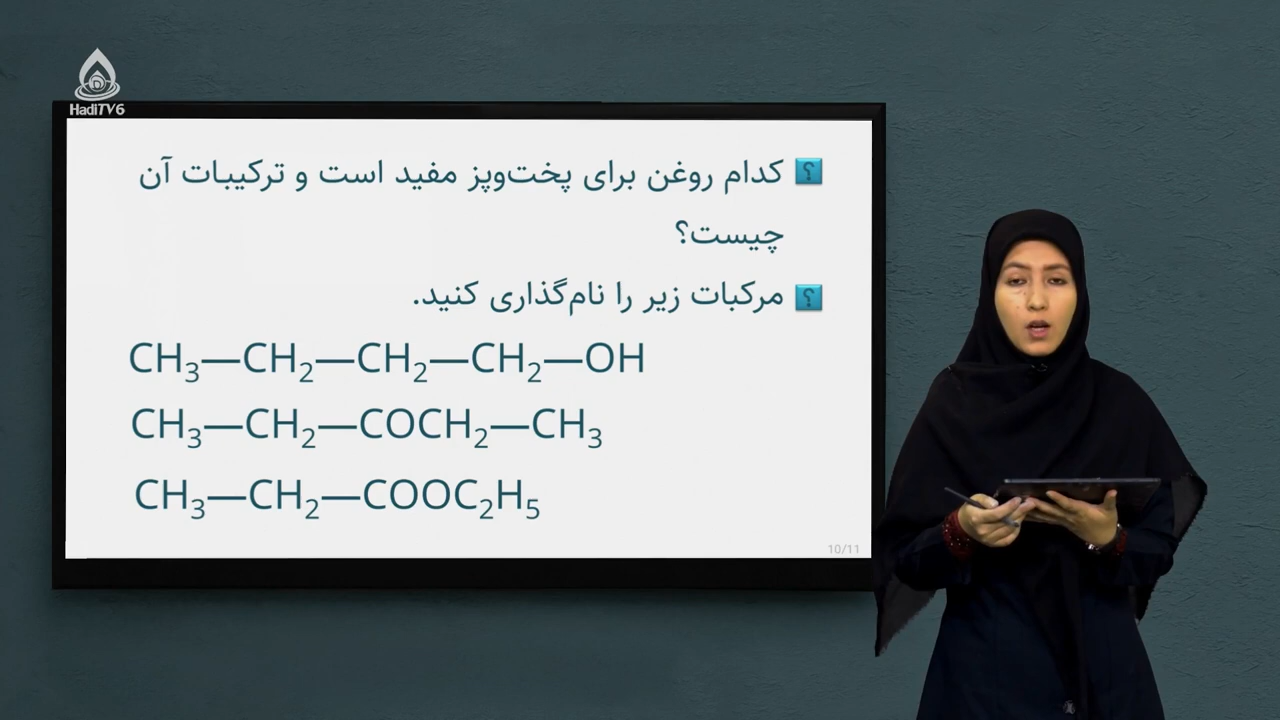 HadiTV6
کدام روغن برای پخت‌وپز مفید است و ترکیبات آن
چیست؟
مرکبات زیر را نام‌گذاری کنید.
CH₃—CH₂—CH₂—CH₂—OH
CH₃—CH₂—COCH₂—CH₃
CH₃—CH₂—COOC₂H₅
10/11